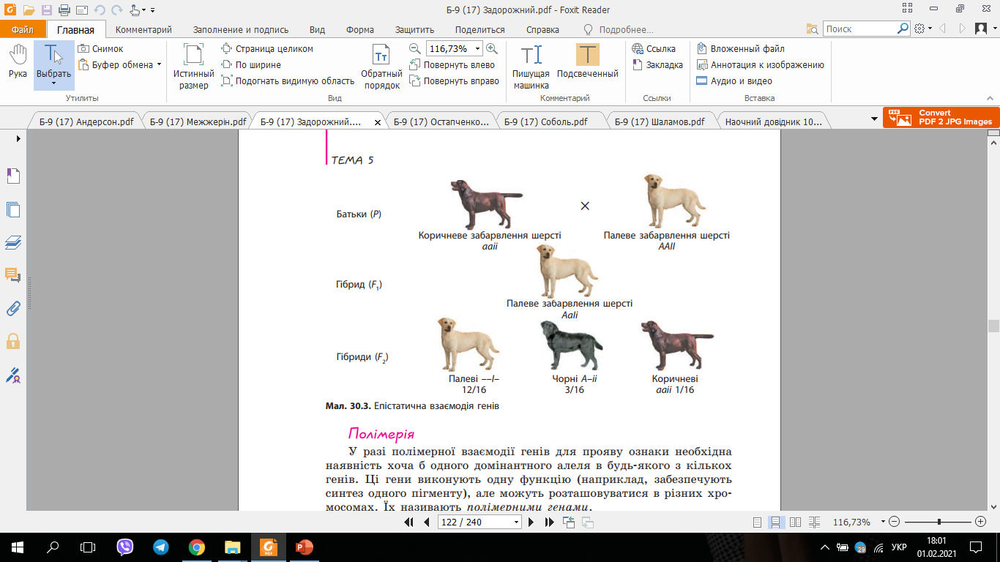 Б-9 (17) Задорожний.pdf - Foxit Reader
Файл Главная Комментарий Заполнение и подпись Вид Форма Защитить Поделиться Справка Подробнее... Поиск
Рука
Выбрать
Снимок
Буфер обмена
Утилиты
Истинный размер
Страница целиком
По ширине
Подогнать видимую область
Обратный порядок
116,73%
Повернуть влево
Повернуть вправо
Вид
Пишущая машинка
Подсвеченный
Комментарий
Ссылка
Закладка
Ссылки
Вложенный файл
Аннотация к изображению
Аудио и видео
Вставка
Б-9 (17) Андерсон.pdf Б-9 (17) Межжерін.pdf Б-9 (17) Задорожний.... Б-9 (17) Остапченко... Б-9 (17) Соболь.pdf Б-9 (17) Шаламов.pdf Наочний довідник 10...
Convert
PDF 2 JPG Images
ТЕМА 5
Батьки (P)
×
Коричневе забарвлення шерсті Палеве забарвлення шерсті
aaii AAII
Гібрид (F₁)
Палеве забарвлення шерсті
AaIi
Гібриди (F₂)
Палеві ––I– Чорні A–ii Коричневі
12/16 3/16 aaii 1/16
Мал. 30.3. Епістатична взаємодія генів
Полімерія
У разі полімерної взаємодії генів для прояву ознаки необхідна
наявність хоча б одного домінантного алеля в будь-якого з кількох
генів. Ці гени виконують одну функцію (наприклад, забезпечують
синтез одного пігменту), але можуть розташовуватися в різних хро-
мосомах. Їх називають полімерними генами.
122 / 240 116,73%
29 УКР 18:01
01.02.2021